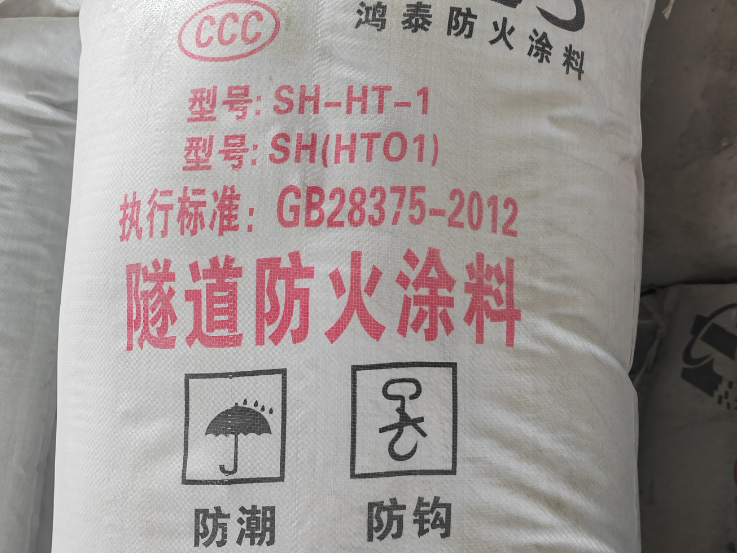 CCC
鸿泰防火涂料
型号: SH-HT-1
型号: SH(HT01)
执行标准: GB28375-2012
隧道防火涂料
防潮 防钩